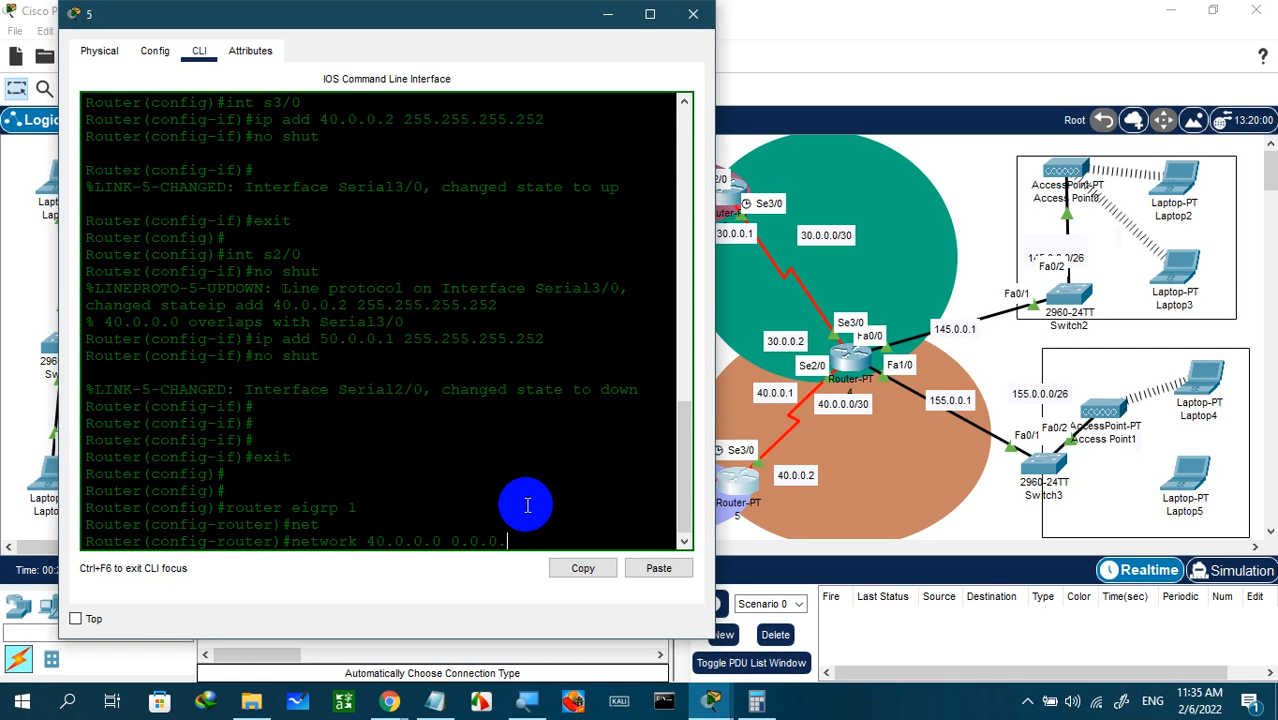 Cisco P
File
Edit
5
Physical
Config
CLI
Attributes
IOS Command Line Interface
Router(config)#int s3/0
Router(config-if)#ip add 40.0.0.2 255.255.255.252
Router(config-if)#no shut
Router(config-if)#
%LINK-5-CHANGED: Interface Serial3/0, changed state to up
Router(config-if)#exit
Router(config)#
Router(config)#int s2/0
Router(config-if)#no shut
%LINEPROTO-5-UPDOWN: Line protocol on Interface Serial3/0,
changed stateip add 40.0.0.2 255.255.255.252
% 40.0.0.0 overlaps with Serial3/0
Router(config-if)#ip add 50.0.0.1 255.255.255.252
Router(config-if)#no shut
%LINK-5-CHANGED: Interface Serial2/0, changed state to down
Router(config-if)#
Router(config-if)#
Router(config-if)#
Router(config-if)#exit
Router(config)#
Router(config)#
Router(config)#router eigrp 1
Router(config-router)#net
Router(config-router)#network 40.0.0.0 0.0.0.
Ctrl+F6 to exit CLI focus
Copy
Paste
Top
Root
13:20:00
2/0
Se3/0
30.0.0.1
30.0.0.0/30
AccessPoint-PT
Laptop-PT
Laptop2
Fa0/2
Laptop-PT
Laptop3
Fa0/1
2960-24TT
Switch2
145.0.0.1
Se3/0
Fa0/0
30.0.0.2
Se2/0
Fa1/0
Router-PT
4
40.0.0.1
40.0.0.0/30
155.0.0.1
155.0.0.0/26
Laptop-PT
Laptop4
Fa0/2
AccessPoint-PT
Access Point1
Fa0/1
2960-24TT
Switch3
Laptop-PT
Laptop5
Se3/0
40.0.0.2
Router-PT
5
Realtime
Simulation
Scenario 0
New
Delete
Toggle PDU List Window
Fire
Last Status
Source
Destination
Type
Color
Time(sec)
Periodic
Num
Edit
Automatically Choose Connection Type
KALI
ENG
11:35 AM
2/6/2022
1